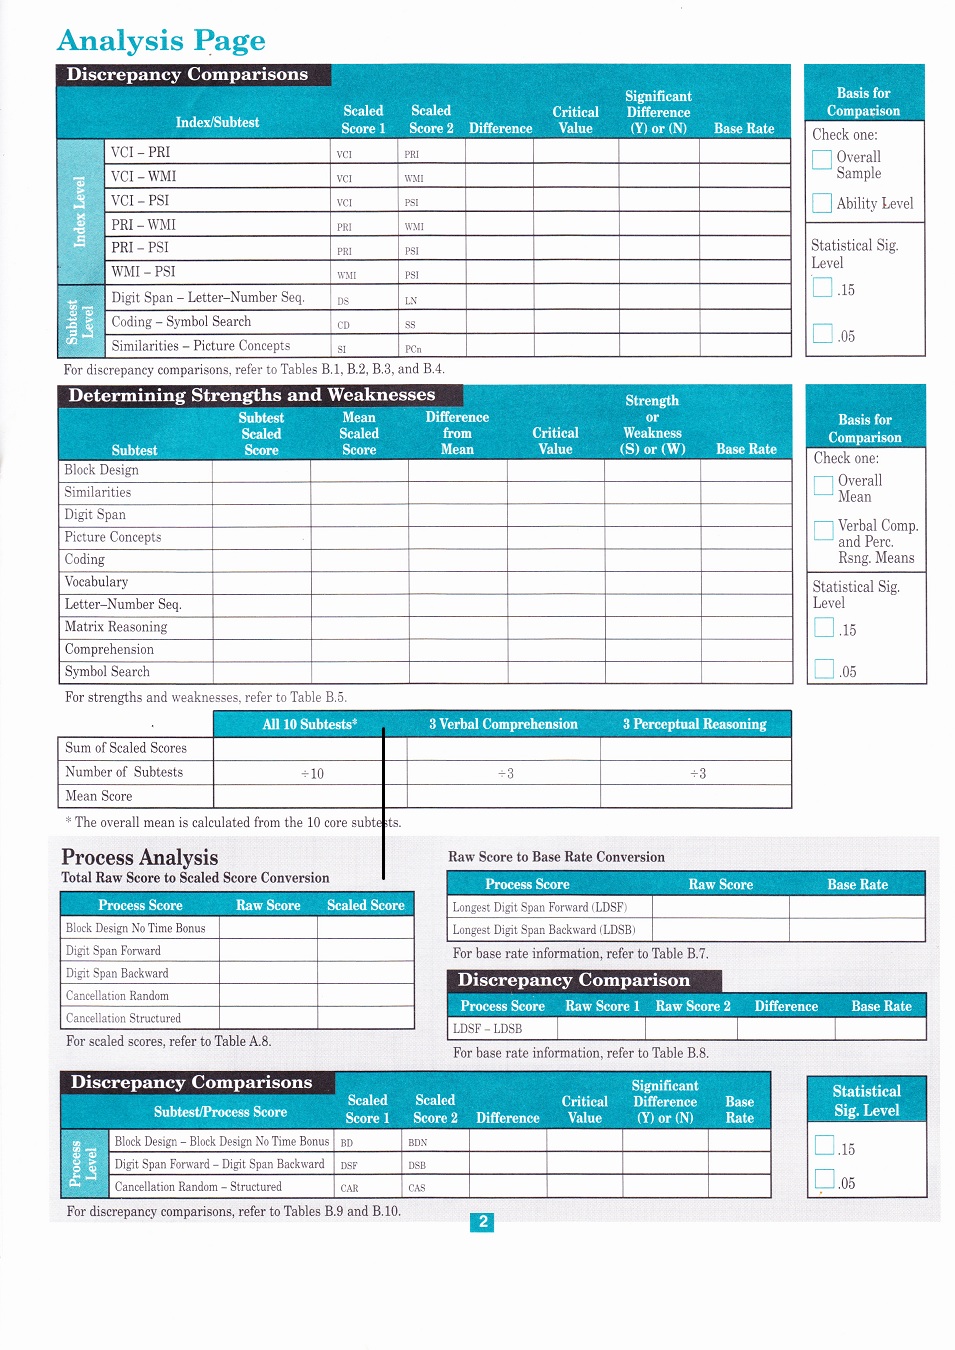 Analysis Page
Discrepancy Comparisons
Index/Subtest Scaled Score 1 Scaled Score 2 Difference Critical Value Significant Difference (Y) or (N) Base Rate
Index Level
VCI – PRI VCI PRI
VCI – WMI VCI WMI
VCI – PSI VCI PSI
PRI – WMI PRI WMI
PRI – PSI PRI PSI
WMI – PSI WMI PSI
Subtest Level
Digit Span – Letter–Number Seq. DS LN
Coding – Symbol Search CD SS
Similarities – Picture Concepts SI PCn
For discrepancy comparisons, refer to Tables B.1, B.2, B.3, and B.4.
Basis for
Comparison
Check one:
Overall
Sample
Ability Level
Statistical Sig.
Level
.15
.05
Determining Strengths and Weaknesses
Subtest Subtest Scaled Score Mean Scaled Score Difference from Mean Critical Value Strength or Weakness (S) or (W) Base Rate
Block Design
Similarities
Digit Span
Picture Concepts
Coding
Vocabulary
Letter–Number Seq.
Matrix Reasoning
Comprehension
Symbol Search
For strengths and weaknesses, refer to Table B.5.
Basis for
Comparison
Check one:
Overall
Mean
Verbal Comp.
and Perc.
Rsng. Means
Statistical Sig.
Level
.15
.05
All 10 Subtests* 3 Verbal Comprehension 3 Perceptual Reasoning
Sum of Scaled Scores
Number of Subtests ÷10 ÷3 ÷3
Mean Score
* The overall mean is calculated from the 10 core subtests.
Process Analysis
Total Raw Score to Scaled Score Conversion
Process Score Raw Score Scaled Score
Block Design No Time Bonus
Digit Span Forward
Digit Span Backward
Cancellation Random
Cancellation Structured
For scaled scores, refer to Table A.8.
Raw Score to Base Rate Conversion
Process Score Raw Score Base Rate
Longest Digit Span Forward (LDSF)
Longest Digit Span Backward (LDSB)
For base rate information, refer to Table B.7.
Discrepancy Comparison
Process Score Raw Score 1 Raw Score 2 Difference Base Rate
LDSF – LDSB
For base rate information, refer to Table B.8.
Discrepancy Comparisons
Subtest/Process Score Scaled Score 1 Scaled Score 2 Difference Critical Value Significant Difference (Y) or (N) Base Rate
Process Level
Block Design – Block Design No Time Bonus BD BDN
Digit Span Forward – Digit Span Backward DSF DSB
Cancellation Random – Structured CAR CAS
For discrepancy comparisons, refer to Tables B.9 and B.10.
Statistical
Sig. Level
.15
.05
2